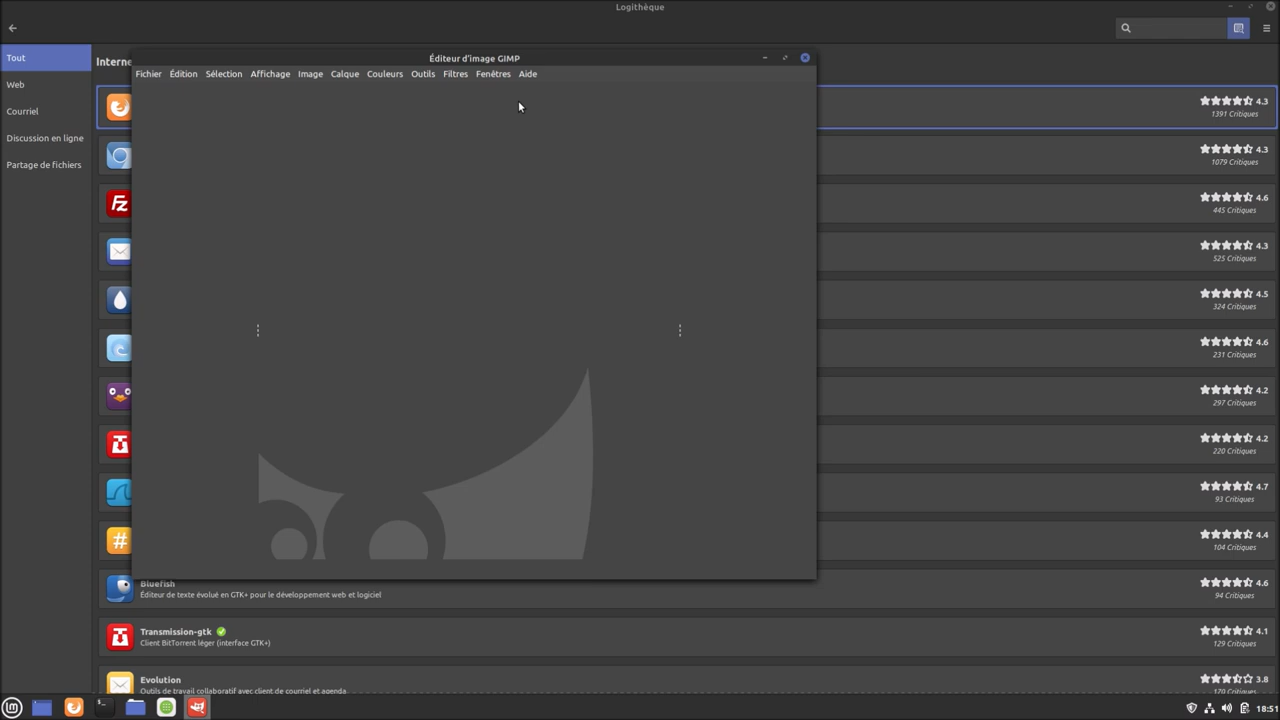 Logithèque
Tout
Web
Courriel
Discussion en ligne
Partage de fichiers
Interne
Éditeur d'image GIMP
Fichier Édition Sélection Affichage Image Calque Couleurs Outils Filtres Fenêtres Aide
4.3
1391 Critiques
4.3
1079 Critiques
Fz
4.6
445 Critiques
4.3
525 Critiques
4.5
324 Critiques
4.6
231 Critiques
4.2
297 Critiques
4.2
220 Critiques
4.7
93 Critiques
#
4.4
104 Critiques
Bluefish
Éditeur de texte évolué en GTK+ pour le développement web et logiciel
4.6
94 Critiques
Transmission-gtk
Client BitTorrent léger (interface GTK+)
4.1
129 Critiques
Evolution
Outils de travail collaboratif avec client de courriel et agenda
3.8
170 Critiques
18:51